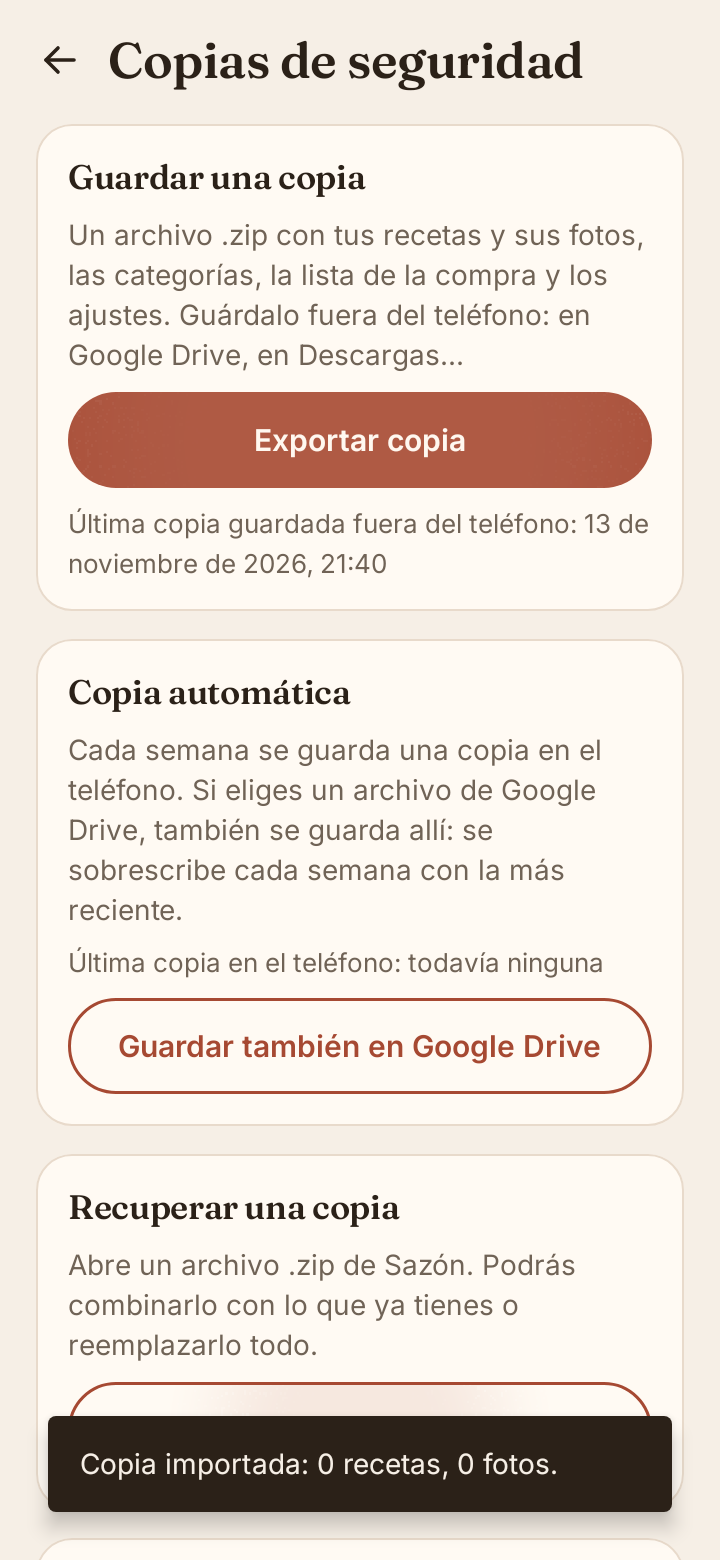 Copias de seguridad
Guardar una copia
Un archivo .zip con tus recetas y sus fotos,
las categorías, la lista de la compra y los
ajustes. Guárdalo fuera del teléfono: en
Google Drive, en Descargas…
Exportar copia
Última copia guardada fuera del teléfono: 13 de
noviembre de 2026, 21:40
Copia automática
Cada semana se guarda una copia en el
teléfono. Si eliges un archivo de Google
Drive, también se guarda allí: se
sobrescribe cada semana con la más
reciente.
Última copia en el teléfono: todavía ninguna
Guardar también en Google Drive
Recuperar una copia
Abre un archivo .zip de Sazón. Podrás
combinarlo con lo que ya tienes o
reemplazarlo todo.
Copia importada: 0 recetas, 0 fotos.